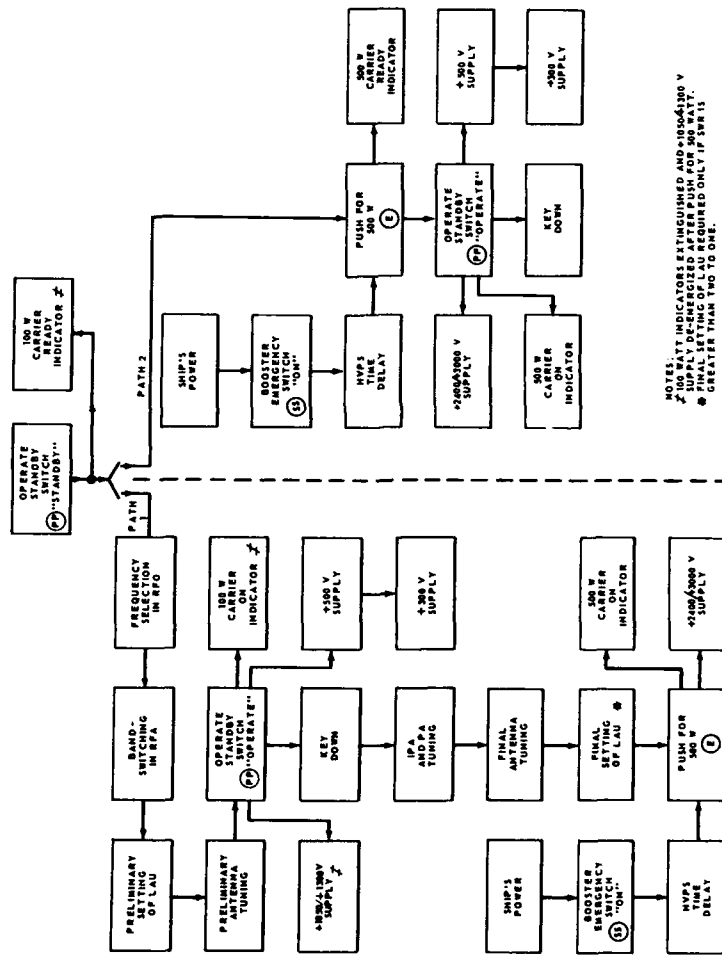 OPERATE
STANDBY
SWITCH
PP "STANDBY"
100 W
CARRIER
READY
INDICATOR ≠
PATH
1
PATH 2
FREQUENCY
SELECTION
IN RFO
BAND-
SWITCHING
IN RFA
PRELIMINARY
SETTING
OF LAU
PRELIMINARY
ANTENNA
TUNING
OPERATE
STANDBY
SWITCH
PP "OPERATE"
100 W
CARRIER
ON
INDICATOR ≠
+500 V
SUPPLY
+300 V
SUPPLY
+1050/+1300V
SUPPLY ≠
KEY
DOWN
IPA
AND PA
TUNING
FINAL
ANTENNA
TUNING
FINAL
SETTING
OF LAU *
SHIP'S
POWER
BOOSTER
EMERGENCY
SWITCH
SS "ON"
HVPS
TIME
DELAY
PUSH FOR
500 W
E
500 W
CARRIER
ON
INDICATOR
+2400/+3000V
SUPPLY
SHIP'S
POWER
BOOSTER
EMERGENCY
SWITCH
SS "ON"
HVPS
TIME
DELAY
PUSH FOR
500 W
E
500 W
CARRIER
READY
INDICATOR
OPERATE
STANDBY
SWITCH
PP "OPERATE"
+500 V
SUPPLY
+300 V
SUPPLY
+2400/+3000 V
SUPPLY
500 W
CARRIER
ON
INDICATOR
KEY
DOWN
NOTES:
≠ 100 WATT INDICATORS EXTINGUISHED AND +1050/+1300 V
SUPPLY DE-ENERGIZED AFTER PUSH FOR 500 WATT.
* FINAL SETTING OF LAU REQUIRED ONLY IF SWR IS
GREATER THAN TWO TO ONE.